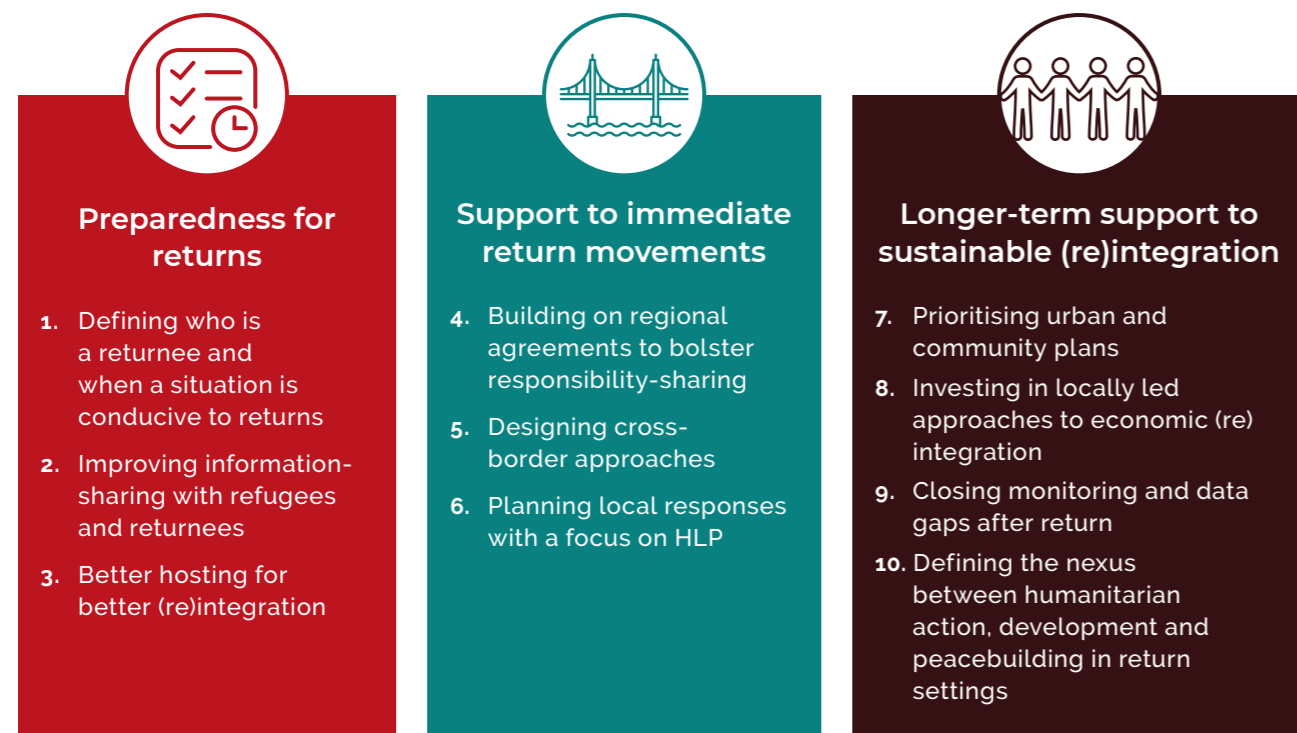 Preparedness for
returns
1. Defining who is
a returnee and
when a situation is
conducive to returns
2. Improving information-
sharing with refugees
and returnees
3. Better hosting for
better (re)integration
Support to immediate
return movements
4. Building on regional
agreements to bolster
responsibility-sharing
5. Designing cross-
border approaches
6. Planning local responses
with a focus on HLP
Longer-term support to
sustainable (re)integration
7. Prioritising urban and
community plans
8. Investing in locally led
approaches to economic (re)
integration
9. Closing monitoring and data
gaps after return
10. Defining the nexus
between humanitarian
action, development and
peacebuilding in return
settings